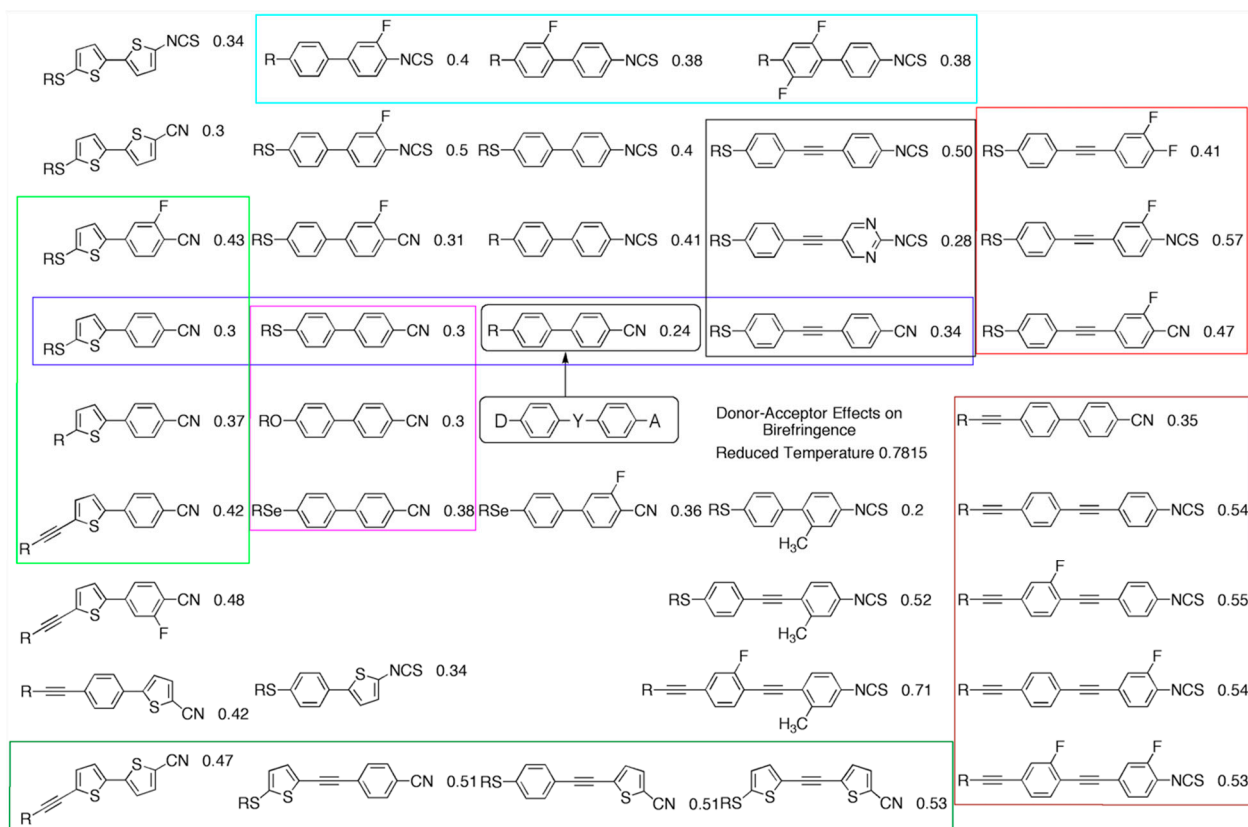 F
F
F
S NCS 0.34
R NCS 0.4
R NCS 0.38
R NCS 0.38
RS S
F
F
F
S CN 0.3
RS NCS 0.5
RS NCS 0.4
RS NCS 0.50
RS F 0.41
RS S
F
F
N
F
CN 0.43
RS CN 0.31
R NCS 0.41
RS NCS 0.28
RS NCS 0.57
RS S
N
F
CN 0.3
RS CN 0.3
R CN 0.24
RS CN 0.34
RS CN 0.47
RS S
CN 0.37
RO CN 0.3
D Y A
Donor-Acceptor Effects on
Birefringence
Reduced Temperature 0.7815
R CN 0.35
R S
F
CN 0.42
RSe CN 0.38
RSe CN 0.36
RS NCS 0.2
R NCS 0.54
S
R
H3C
F
CN 0.48
RS NCS 0.52
R NCS 0.55
S
F
R
H3C
S NCS 0.34
F
F
R
S CN
0.42
RS
R NCS 0.71
R NCS 0.54
H3C
F
F
S CN 0.47
S
R
S CN 0.51
RS
RS S CN 0.51
S
RS S CN 0.53
R NCS 0.53